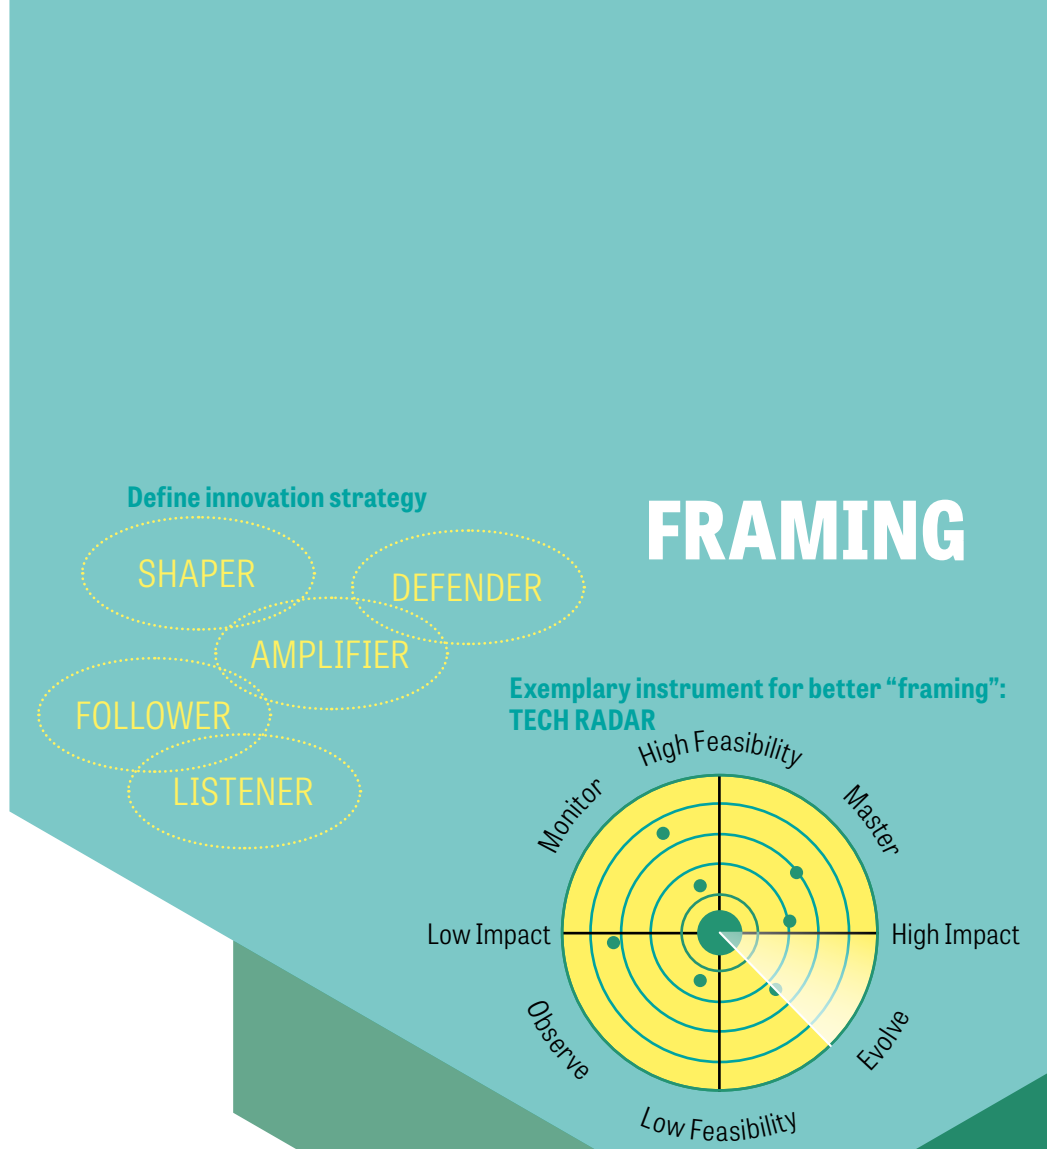 Define innovation strategy
FRAMING
SHAPER
DEFENDER
AMPLIFIER
FOLLOWER
LISTENER
Exemplary instrument for better “framing”:
TECH RADAR
High Feasibility
Monitor
Master
Low Impact
High Impact
Observe
Evolve
Low Feasibility